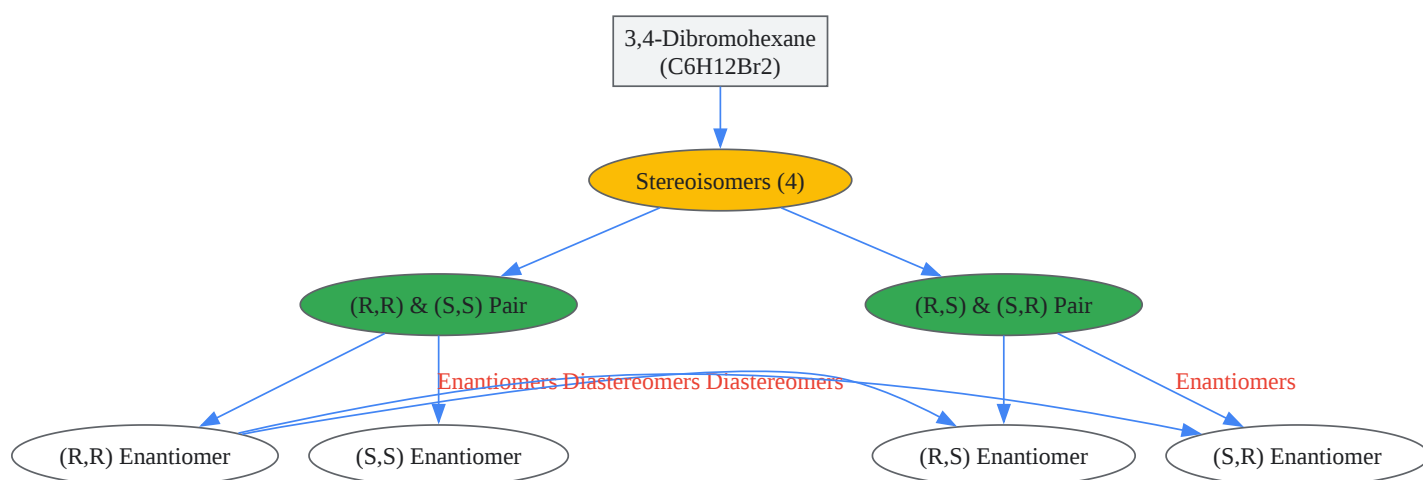 3,4-Dibromohexane
(C6H12Br2)
Stereoisomers (4)
(R,R) & (S,S) Pair
(R,S) & (S,R) Pair
Enantiomers
Diastereomers
Diastereomers
Enantiomers
(R,R) Enantiomer
(S,S) Enantiomer
(R,S) Enantiomer
(S,R) Enantiomer